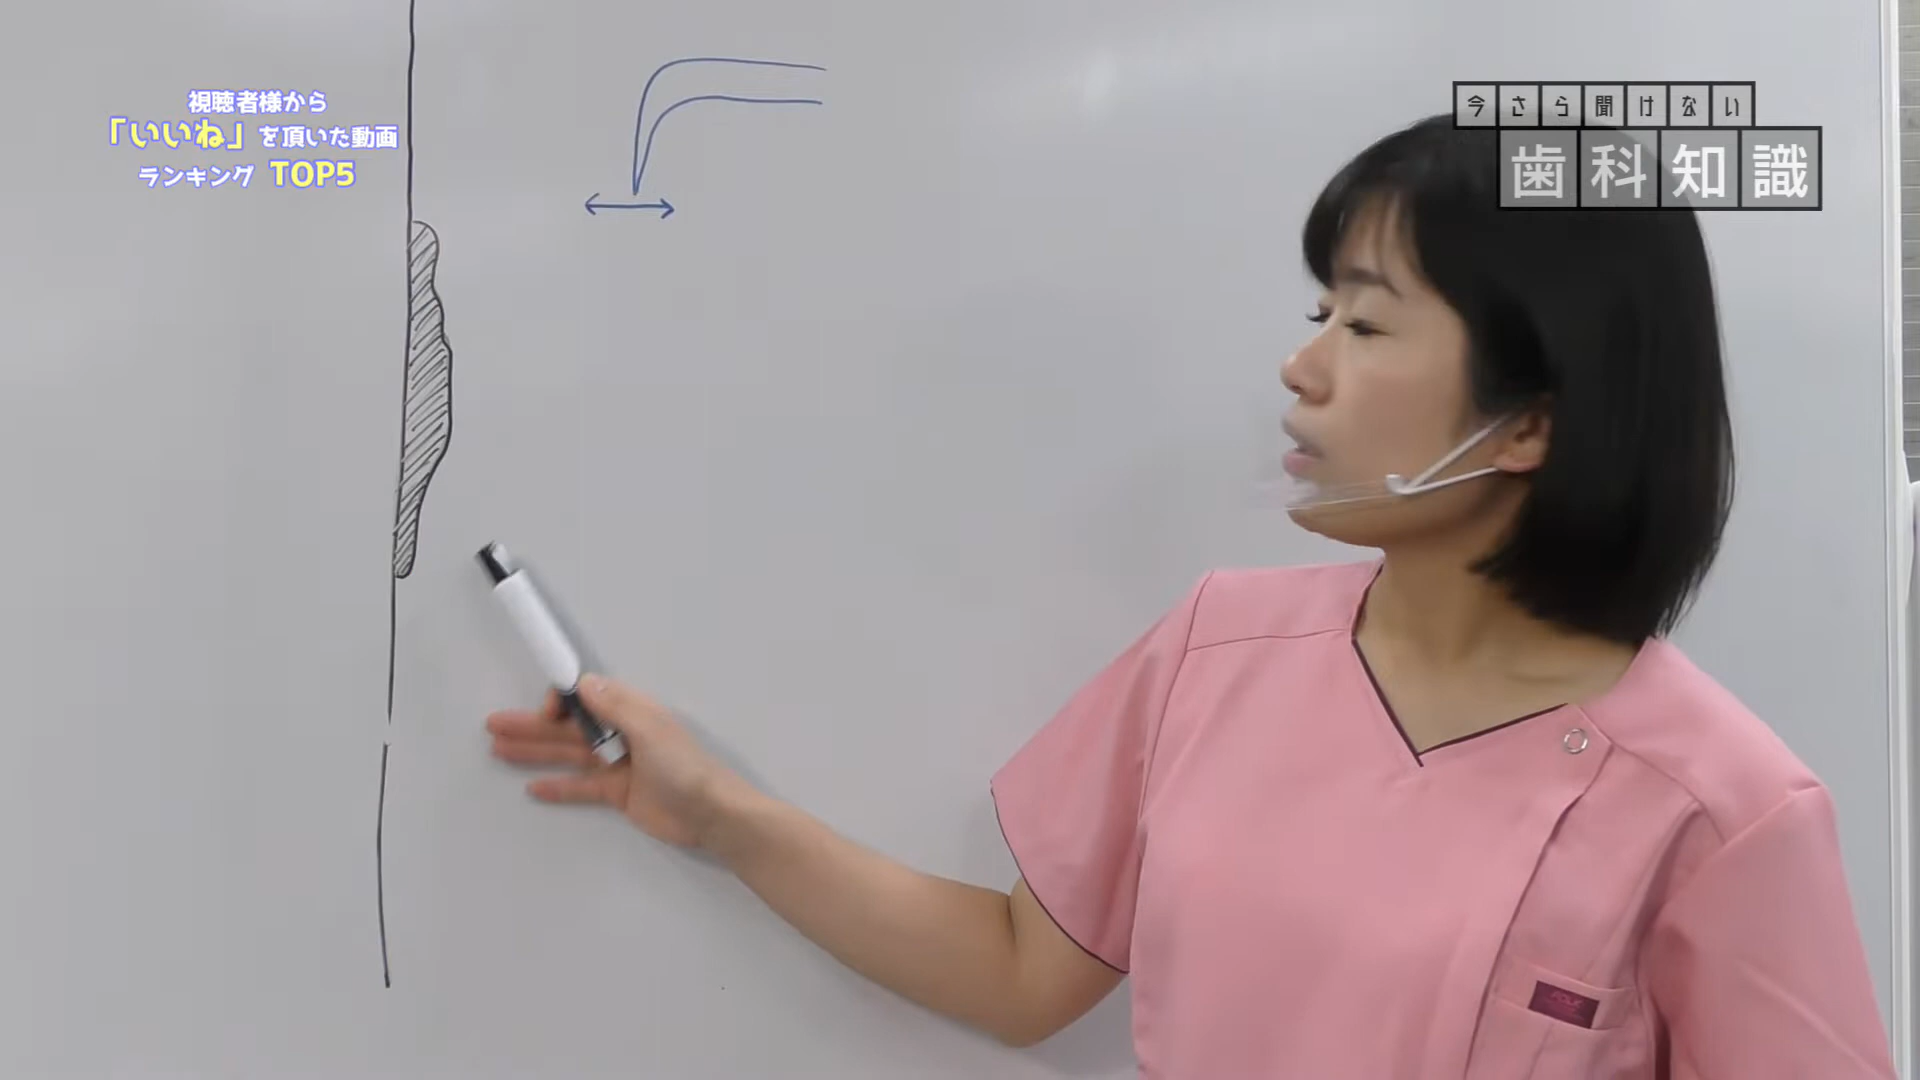 視聴者様から
「いいね」を頂いた動画
ランキング TOP5
今さら聞けない
歯科知識
FOLK